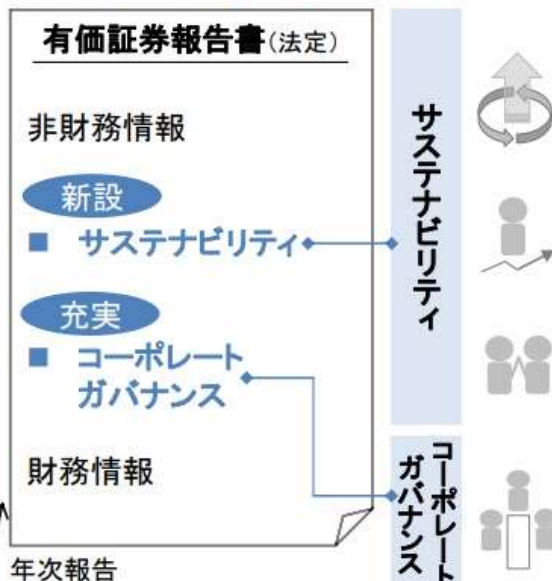 有価証券報告書(法定)
非財務情報
新設
■ サステナビリティ
充実
■ コーポレート
ガバナンス
財務情報
年次報告
サステナビリティ
コーポレート
ガバナンス